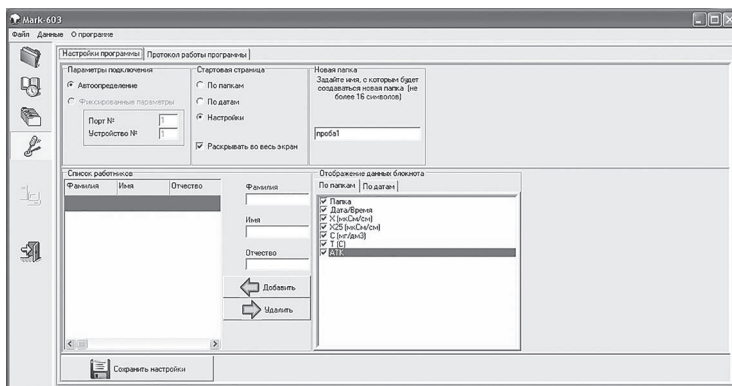 Mark-603
Файл Данные О программе
Настройки программы Протокол работы программы
Параметры подключения
Автоопределение
Фиксированные параметры
Порт № 1
Устройство № 1
Стартовая страница
По папкам
По датам
Настройки
Раскрывать во весь экран
Новая папка
Задайте имя, с которым будет
создаваться новая папка (не
более 16 символов)
проба1
Список работников
Фамилия Имя Отчество
Фамилия
Имя
Отчество
Добавить
Удалить
Отображение данных блокнота
По папкам По датам
Папка
Дата/Время
X (мкСм/см)
X25 (мкСм/см)
C (мг/дм3)
T (C)
АТК
Сохранить настройки